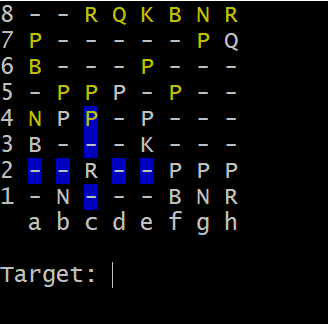 8 - - R Q K B N R
7 P - - - - - P Q
6 B - - - P - - -
5 - P P P - P - -
4 N P P - P - - -
3 B - - - K - - -
2 - - R - - P P P
1 - N - - - B N R
a b c d e f g h
Target: